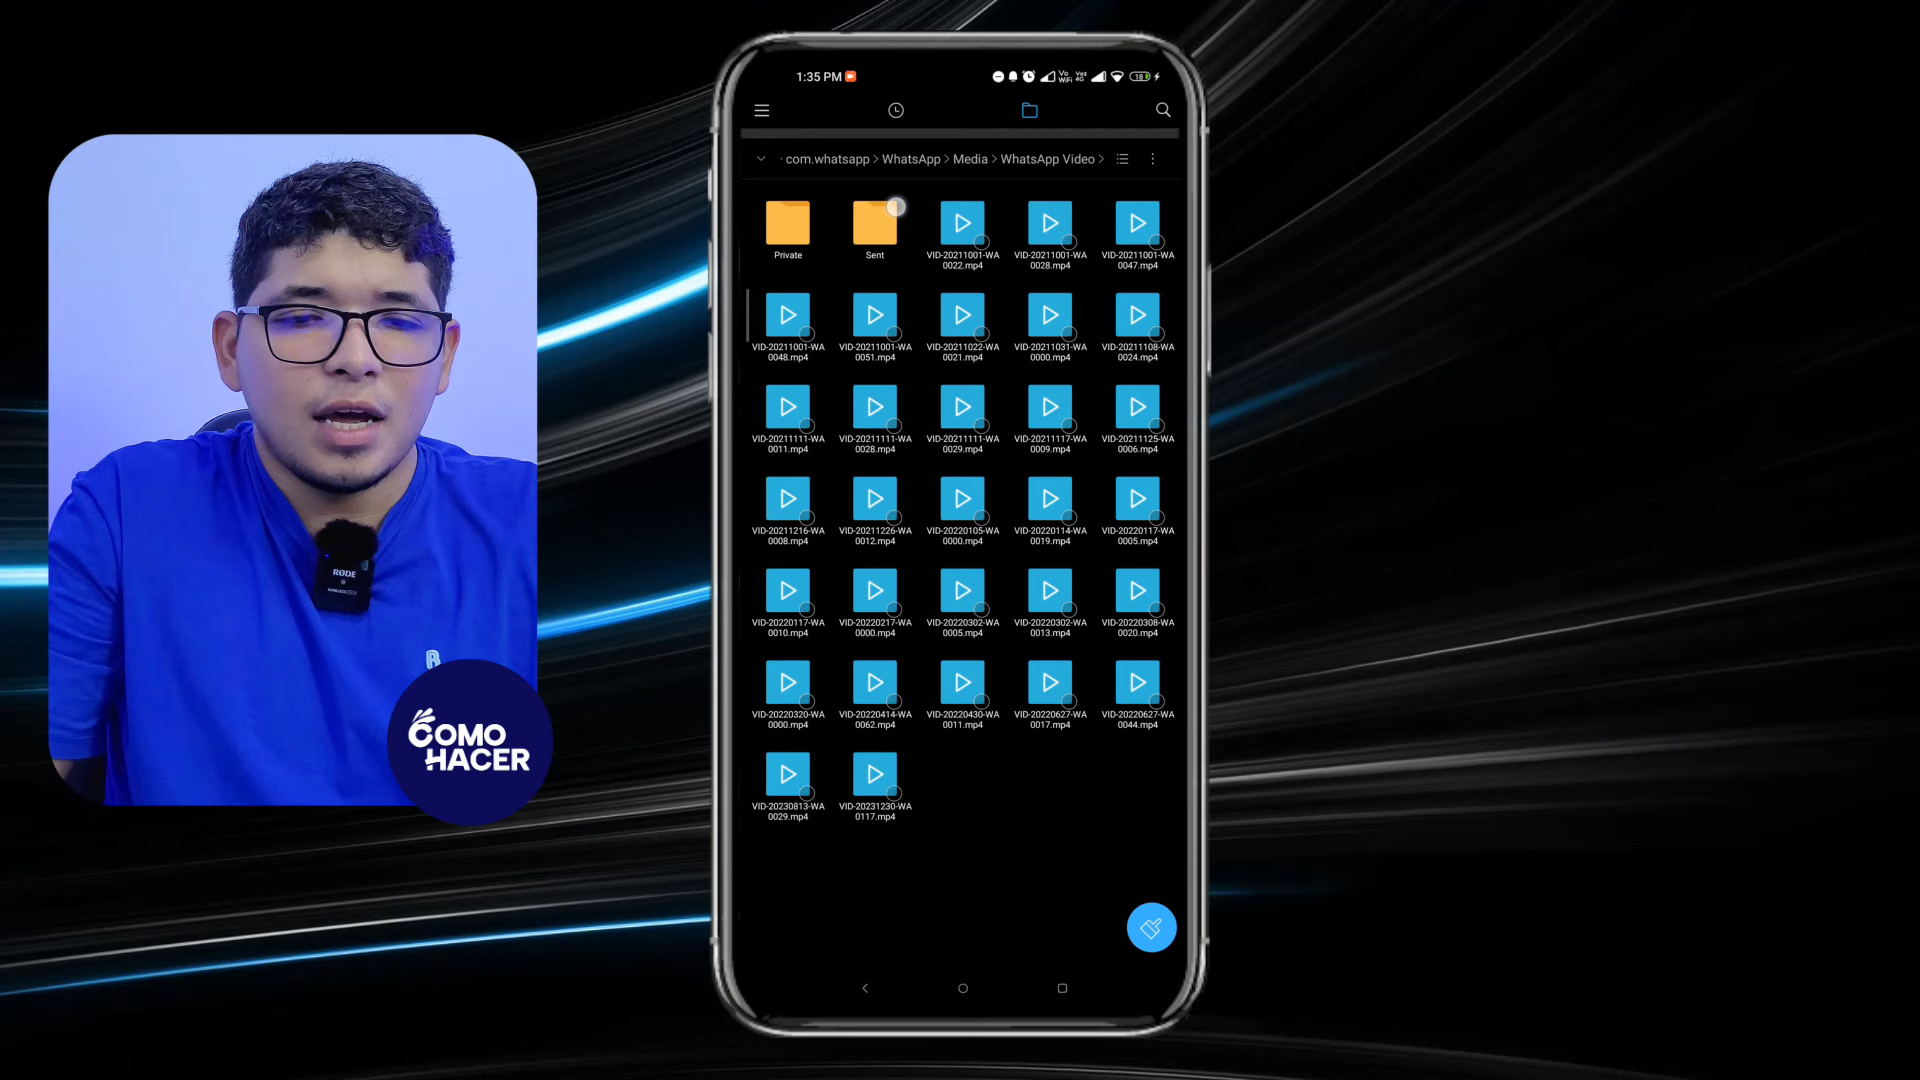 1:35 PM
Vo
WiFi
Vo2
4G
18
com.whatsapp > WhatsApp > Media > WhatsApp Video >
Private
Sent
VID-20211001-WA
0022.mp4
VID-20211001-WA
0028.mp4
VID-20211001-WA
0047.mp4
VID-20211001-WA
0048.mp4
VID-20211001-WA
0051.mp4
VID-20211022-WA
0021.mp4
VID-20211031-WA
0000.mp4
VID-20211108-WA
0024.mp4
VID-20211111-WA
0011.mp4
VID-20211111-WA
0028.mp4
VID-20211111-WA
0029.mp4
VID-20211117-WA
0009.mp4
VID-20211125-WA
0006.mp4
VID-20211216-WA
0008.mp4
VID-20211226-WA
0012.mp4
VID-20220105-WA
0000.mp4
VID-20220114-WA
0019.mp4
VID-20220117-WA
0005.mp4
VID-20220117-WA
0010.mp4
VID-20220217-WA
0000.mp4
VID-20220302-WA
0005.mp4
VID-20220302-WA
0013.mp4
VID-20220308-WA
0020.mp4
VID-20220320-WA
0000.mp4
VID-20220414-WA
0062.mp4
VID-20220430-WA
0011.mp4
VID-20220627-WA
0017.mp4
VID-20220627-WA
0044.mp4
VID-20230813-WA
0029.mp4
VID-20231230-WA
0117.mp4
RØDE
COMO
HACER